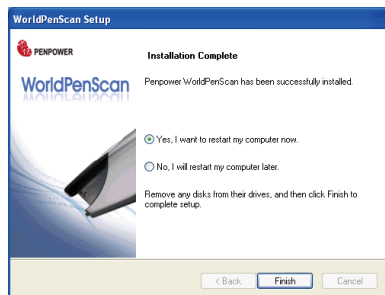 WorldPenScan Setup
PENPOWER
WorldPenScan
Installation Complete
Penpower WorldPenScan has been successfully installed.
Yes, I want to restart my computer now.
No, I will restart my computer later.
Remove any disks from their drives, and then click Finish to
complete setup.
< Back
Finish
Cancel